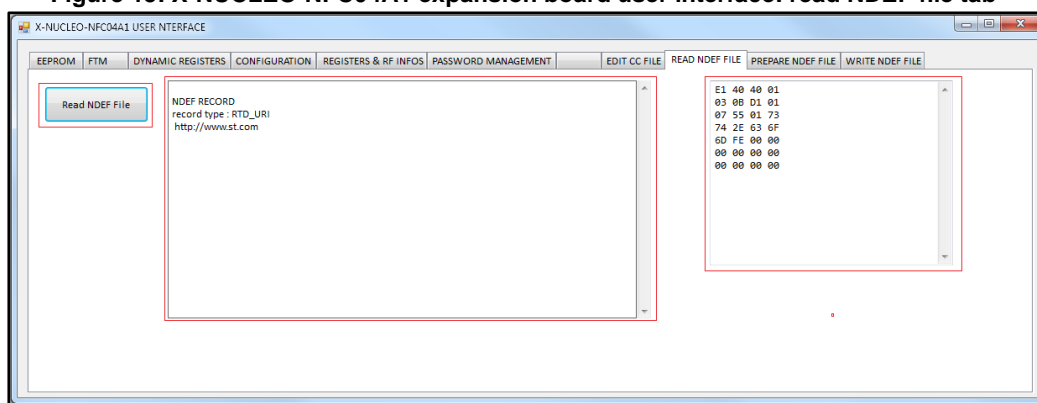 Figure 13: X-NUCLEO-NFC04A1 expansion board user interface: read NDEF file tab
X-NUCLEO-NFC04A1 USER NTERFACE
EEPROM FTM DYNAMIC REGISTERS CONFIGURATION REGISTERS & RF INFOS PASSWORD MANAGEMENT EDIT CC FILE READ NDEF FILE PREPARE NDEF FILE WRITE NDEF FILE
Read NDEF File
NDEF RECORD
record type : RTD_URI
http://www.st.com
E1 40 40 01
03 0B D1 01
07 55 01 73
74 2E 63 6F
6D FE 00 00
00 00 00 00
00 00 00 00